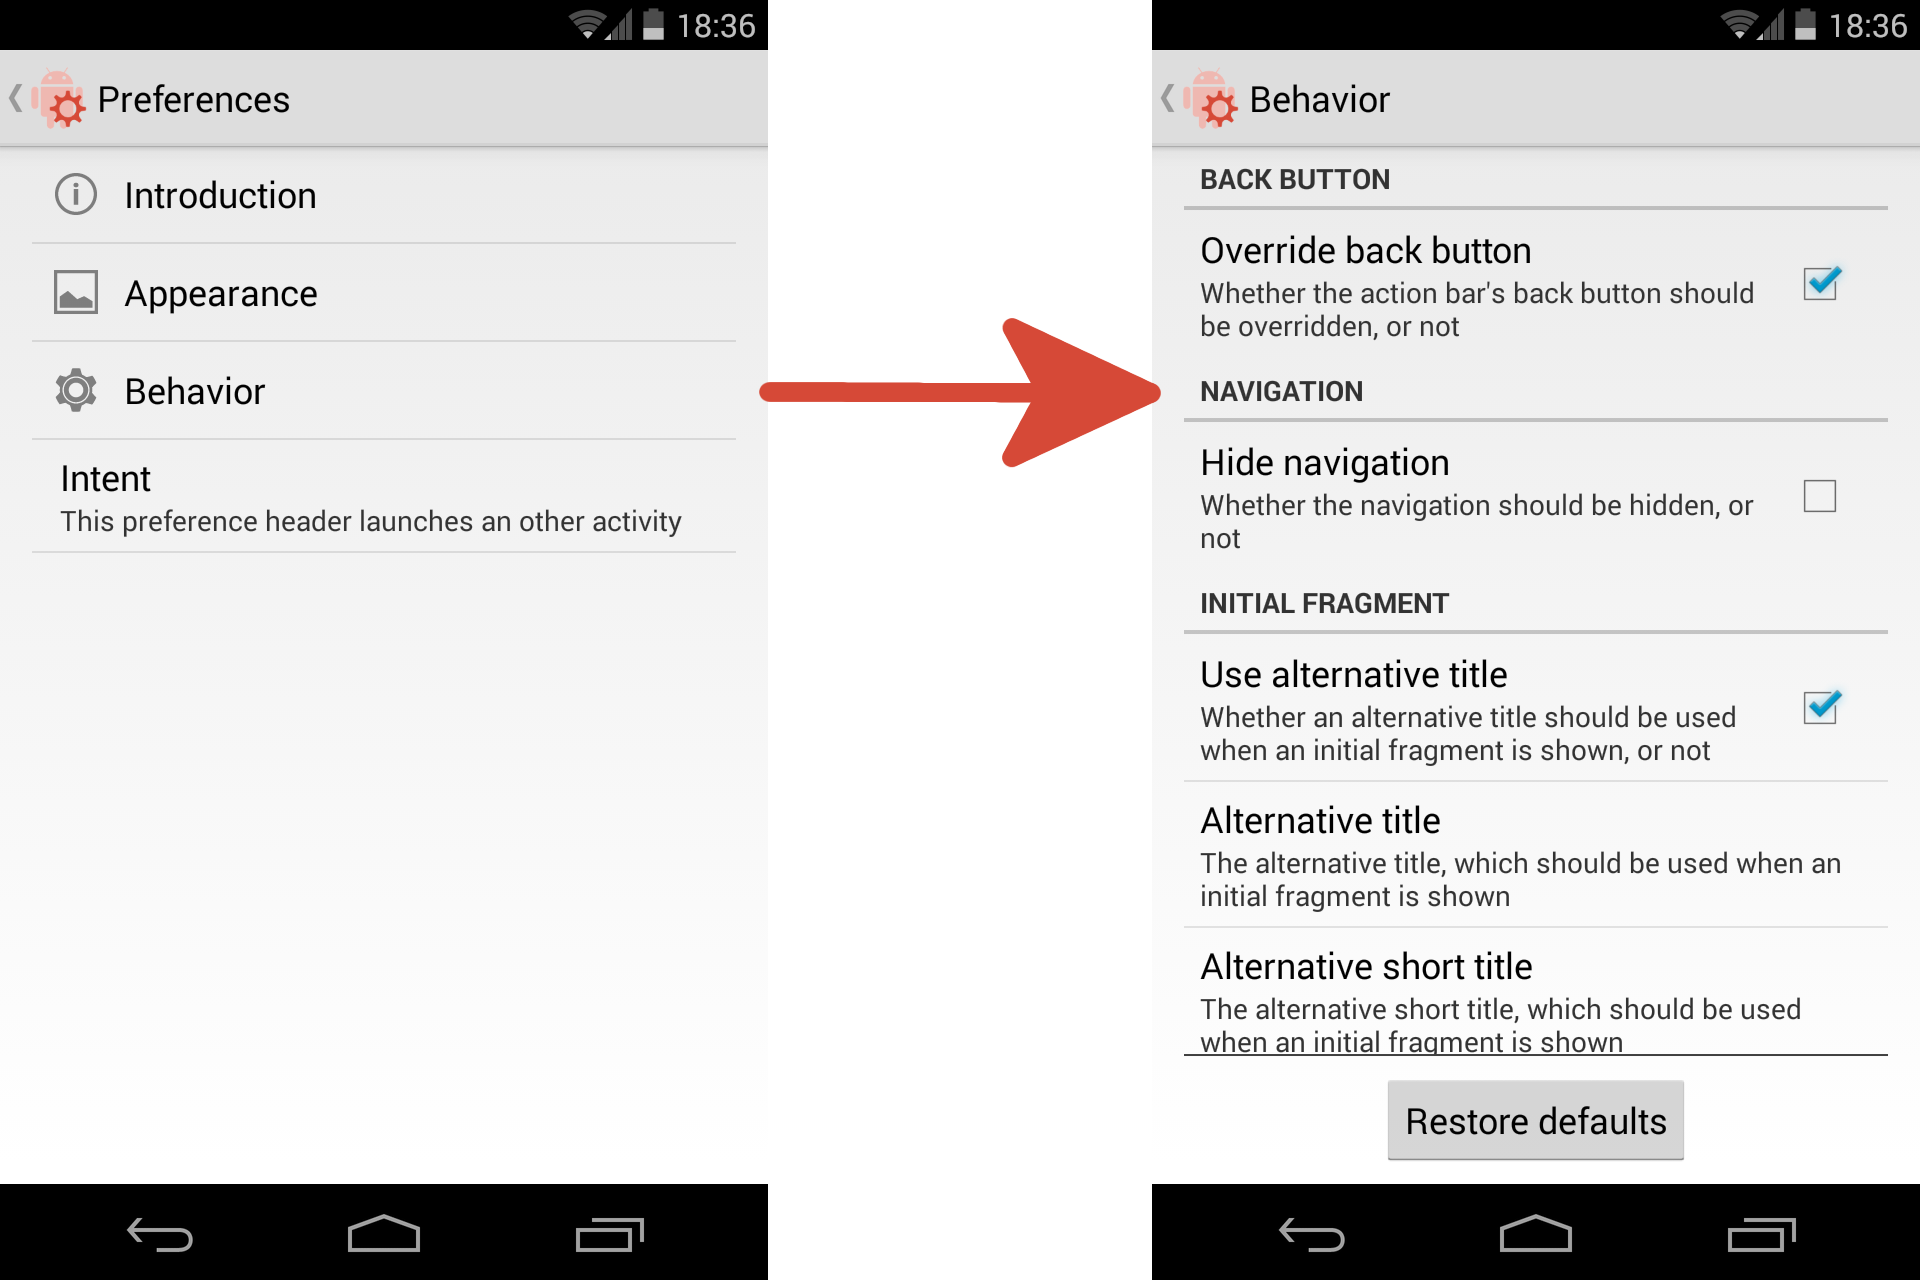 18:36
Preferences
Introduction
Appearance
Behavior
Intent
This preference header launches an other activity
18:36
Behavior
BACK BUTTON
Override back button
Whether the action bar's back button should
be overridden, or not
NAVIGATION
Hide navigation
Whether the navigation should be hidden, or
not
INITIAL FRAGMENT
Use alternative title
Whether an alternative title should be used
when an initial fragment is shown, or not
Alternative title
The alternative title, which should be used when an
initial fragment is shown
Alternative short title
The alternative short title, which should be used
when an initial fragment is shown
Restore defaults